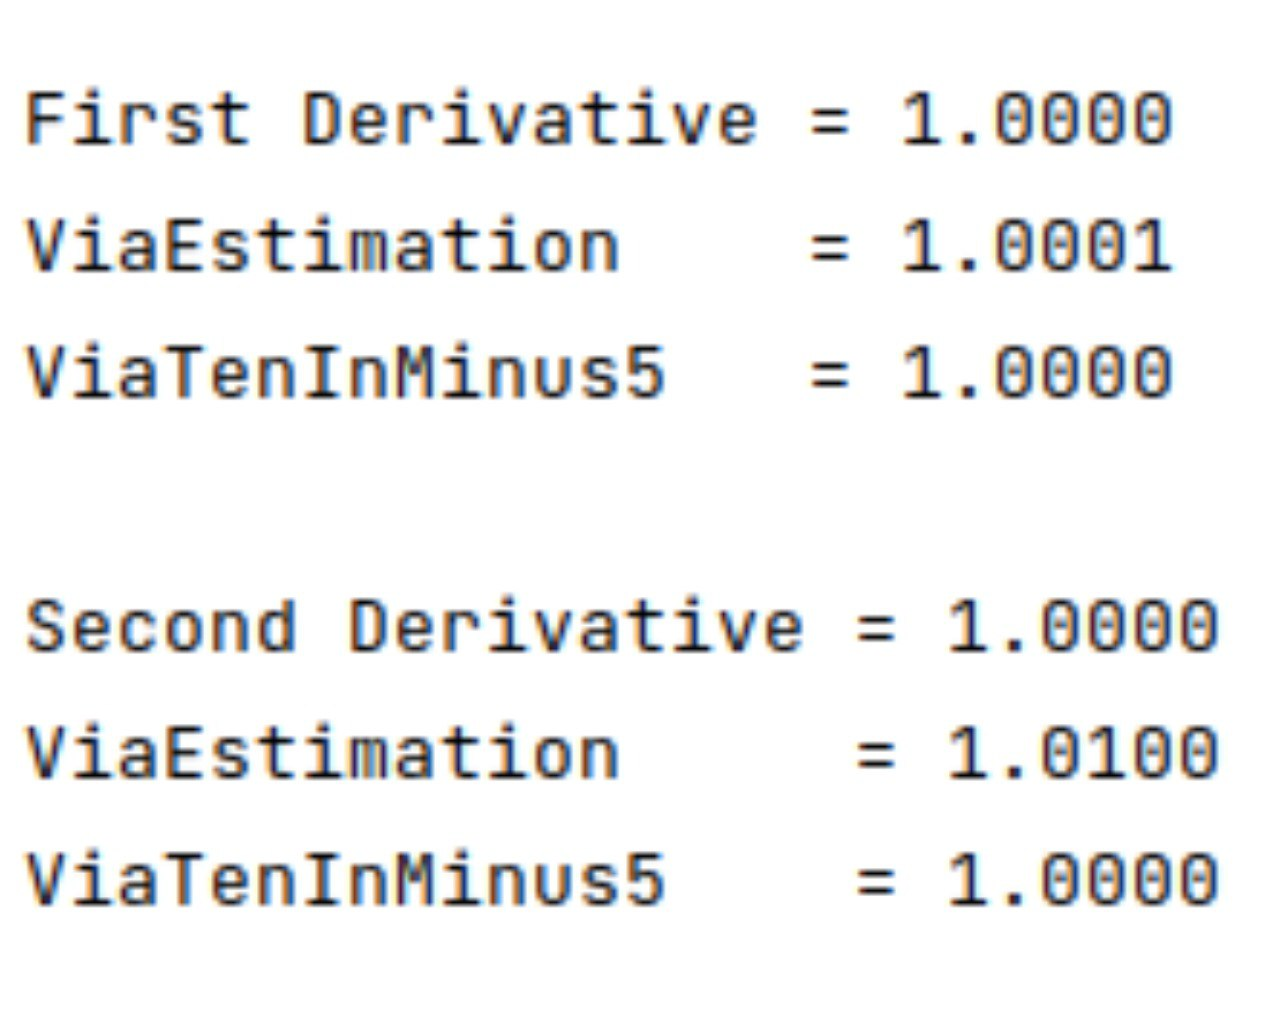 First Derivative = 1.0000
ViaEstimation    = 1.0001
ViaTenInMinus5   = 1.0000
Second Derivative = 1.0000
ViaEstimation     = 1.0100
ViaTenInMinus5    = 1.0000